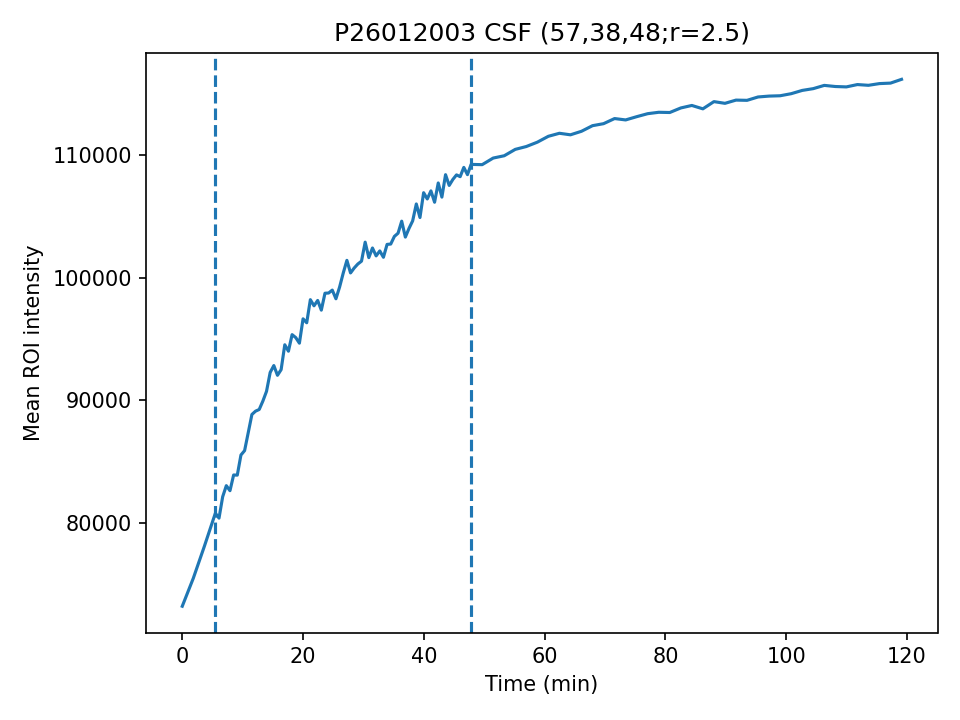 P26012003 CSF (57,38,48;r=2.5)
Mean ROI intensity
110000
100000
90000
80000
0 20 40 60 80 100 120
Time (min)